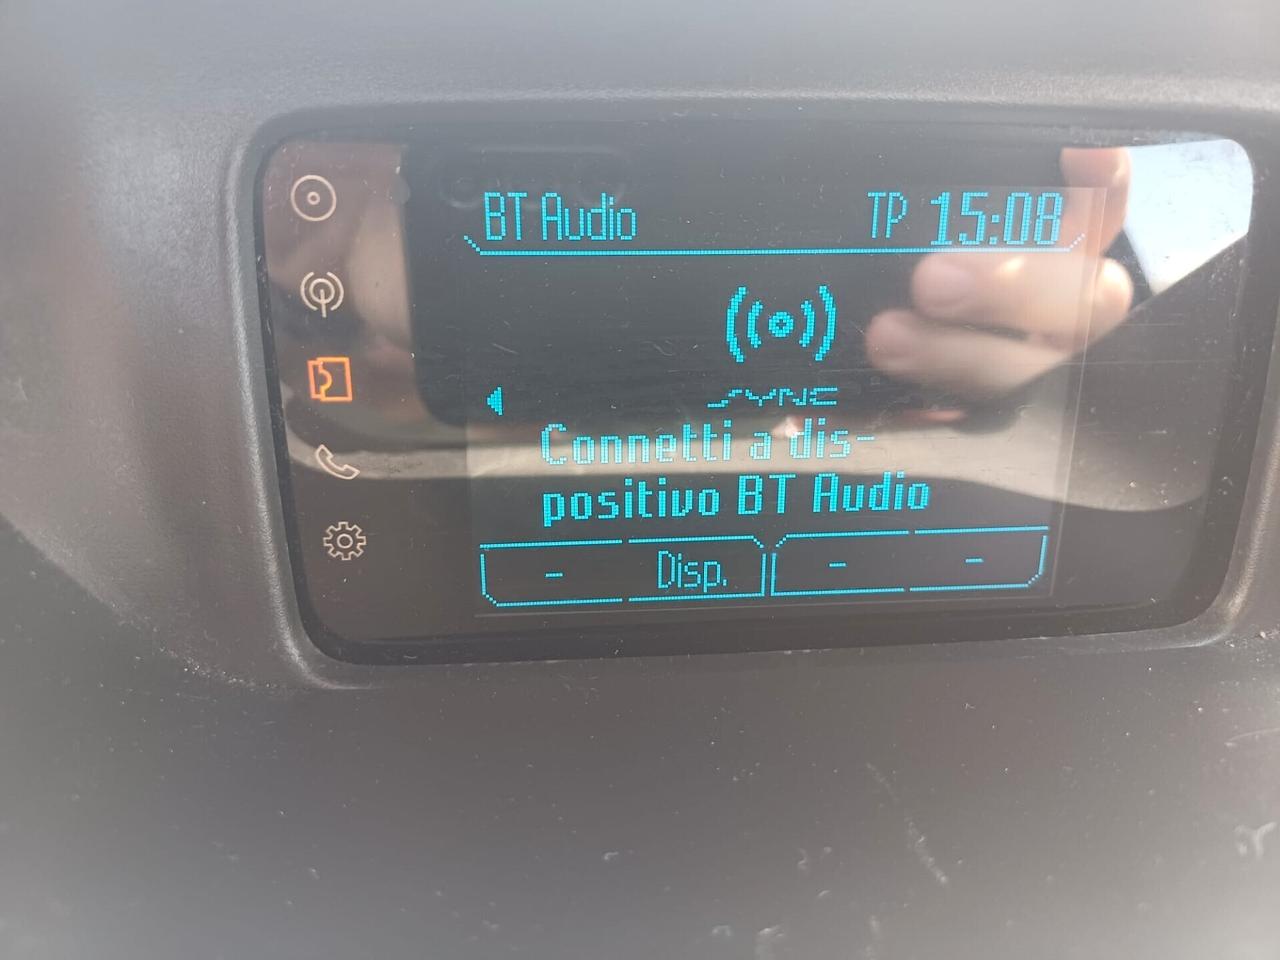 BT Audio TP 15:08
SYNC
Connetti a dis-
positivo BT Audio
- Disp. - -